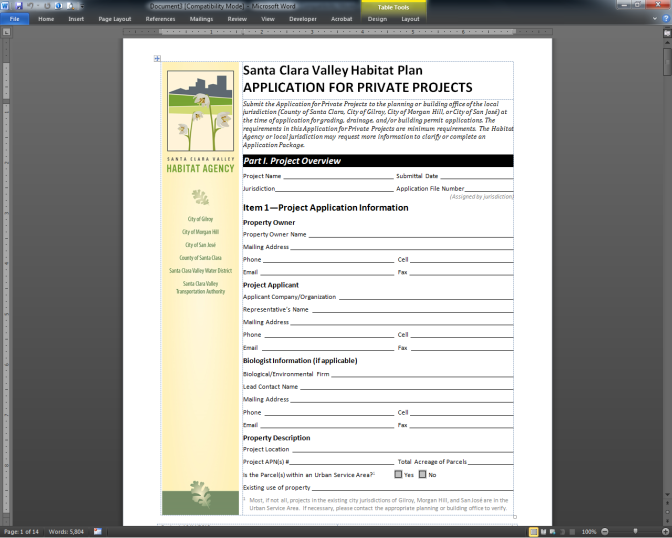 Document3 [Compatibility Mode] - Microsoft Word
Table Tools
File Home Insert Page Layout References Mailings Review View Developer Acrobat Design Layout
Santa Clara Valley Habitat Plan
APPLICATION FOR PRIVATE PROJECTS
Submit the Application for Private Projects to the planning or building office of the local
jurisdiction (County of Santa Clara, City of Gilroy, City of Morgan Hill, or City of San José) at
the time of application for grading, drainage, and/or building permit applications. The
requirements in this Application for Private Projects are minimum requirements. The Habitat
Agency or local jurisdiction may request more information to clarify or complete an
Application Package.
SANTA CLARA VALLEY
HABITAT AGENCY
City of Gilroy
City of Morgan Hill
City of San José
County of Santa Clara
Santa Clara Valley Water District
Santa Clara Valley
Transportation Authority
Part I. Project Overview
Project Name Submittal Date
Jurisdiction Application File Number
(Assigned by jurisdiction)
Item 1—Project Application Information
Property Owner
Property Owner Name
Mailing Address
Phone Cell
Email Fax
Project Applicant
Applicant Company/Organization
Representative's Name
Mailing Address
Phone Cell
Email Fax
Biologist Information (if applicable)
Biological/Environmental Firm
Lead Contact Name
Mailing Address
Phone Cell
Email Fax
Property Description
Project Location
Project APN(s) # Total Acreage of Parcels
Is the Parcel(s) within an Urban Service Area?¹ Yes No
Existing use of property
¹ Most, if not all, projects in the existing city jurisdictions of Gilroy, Morgan Hill, and San José are in the
Urban Service Area. If necessary, please contact the appropriate planning or building office to verify.
Page: 1 of 14 Words: 5,804 100%